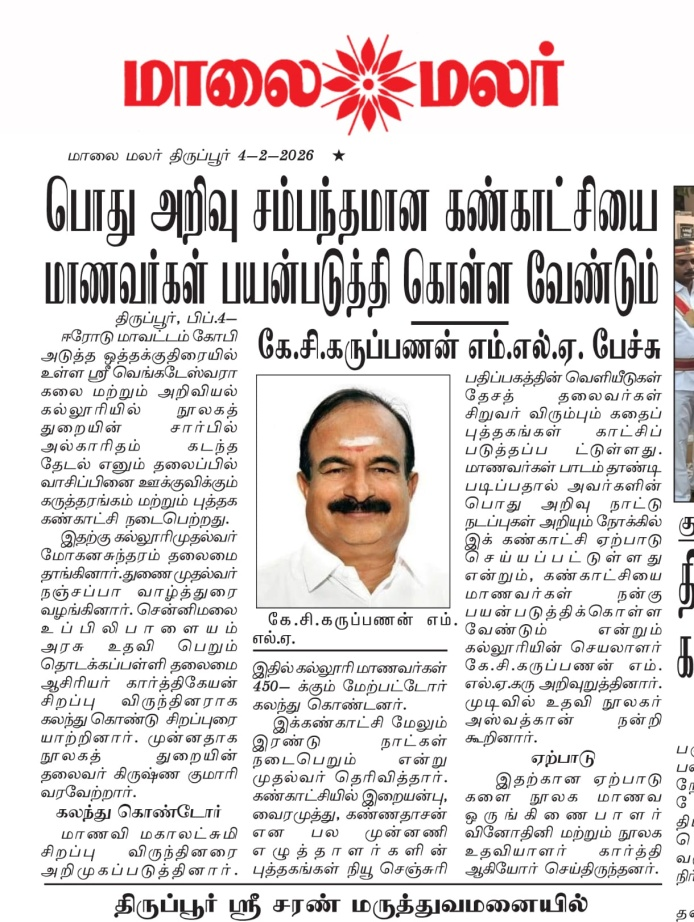 மாலை மலர்
மாலை மலர் திருப்பூர் 4-2-2026 ★
பொது அறிவு சம்பந்தமான கண்காட்சியை
மாணவர்கள் பயன்படுத்தி கொள்ள வேண்டும்
கே.சி.கருப்பணன் எம்.எல்.ஏ. பேச்சு
திருப்பூர், பிப்.4–
ஈரோடு மாவட்டம் கோபி
அடுத்த ஒத்தக்குதிரையில்
உள்ள ஸ்ரீ வெங்கடேஸ்வரா
கலை மற்றும் அறிவியல்
கல்லூரியில் நூலகத்
துறையின் சார்பில்
அல்காரிதம் கடந்த
தேடல் எனும் தலைப்பில்
வாசிப்பினை ஊக்குவிக்கும்
கருத்தரங்கம் மற்றும் புத்தக
கண்காட்சி நடைபெற்றது.
இதற்கு கல்லூரிமுதல்வர்
மோகனசுந்தரம் தலைமை
தாங்கினார்.துணை முதல்வர்
நஞ்சப்பா வாழ்த்துரை
வழங்கினார். சென்னிமலை
உப்பிலிபாளையம்
அரசு உதவி பெறும்
தொடக்கப்பள்ளி தலைமை
ஆசிரியர் கார்த்திகேயன்
சிறப்பு விருந்தினராக
கலந்து கொண்டு சிறப்புரை
யாற்றினார். முன்னதாக
நூலகத் துறையின்
தலைவர் கிருஷ்ண குமாரி
வரவேற்றார்.
கலந்து கொண்டோர்
மாணவி மகாலட்சுமி
சிறப்பு விருந்தினரை
அறிமுகப்படுத்தினார்.
கே.சி.கருப்பணன் எம்.
எல்.ஏ.
இதில் கல்லூரி மாணவர்கள்
450– க்கும் மேற்பட்டோர்
கலந்து கொண்டனர்.
இக்கண்காட்சி மேலும்
இரண்டு நாட்கள்
நடைபெறும் என்று
முதல்வர் தெரிவித்தார்.
கண்காட்சியில் இறையன்பு,
வைரமுத்து, கண்ணதாசன்
என பல முன்னணி
எழுத்தாளர்களின்
புத்தகங்கள் நியூ செஞ்சுரி
பதிப்பகத்தின் வெளியீடுகள்
தேசத் தலைவர்கள்
சிறுவர் விரும்பும் கதைப்
புத்தகங்கள் காட்சிப்
படுத்தப்ப ட்டுள்ளது.
மாணவர்கள் பாடம்தாண்டி
படிப்பதால் அவர்களின்
பொது அறிவு நாட்டு
நடப்புகள் அறியும் நோக்கில்
இக் கண்காட்சி ஏற்பாடு
செய்யப்பட்டுள்ளது
என்றும், கண்காட்சியை
மாணவர்கள் நன்கு
பயன்படுத்திக்கொள்ள
வேண்டும் என்றும்
கல்லூரியின் செயலாளர்
கே.சி.கருப்பணன் எம்.
எல்.ஏ.கரு அறிவுறுத்தினார்.
முடிவில் உதவி நூலகர்
அஸ்வத்கான் நன்றி
கூறினார்.
ஏற்பாடு
இதற்கான ஏற்பாடு
களை நூலக மாணவ
ஒருங்கிணைபாளர்
வினோதினி மற்றும் நூலக
உதவியாளர் கார்த்தி
ஆகியோர் செய்திருந்தனர்.
திருப்பூர் ஸ்ரீ சரண் மருத்துவமனையில்